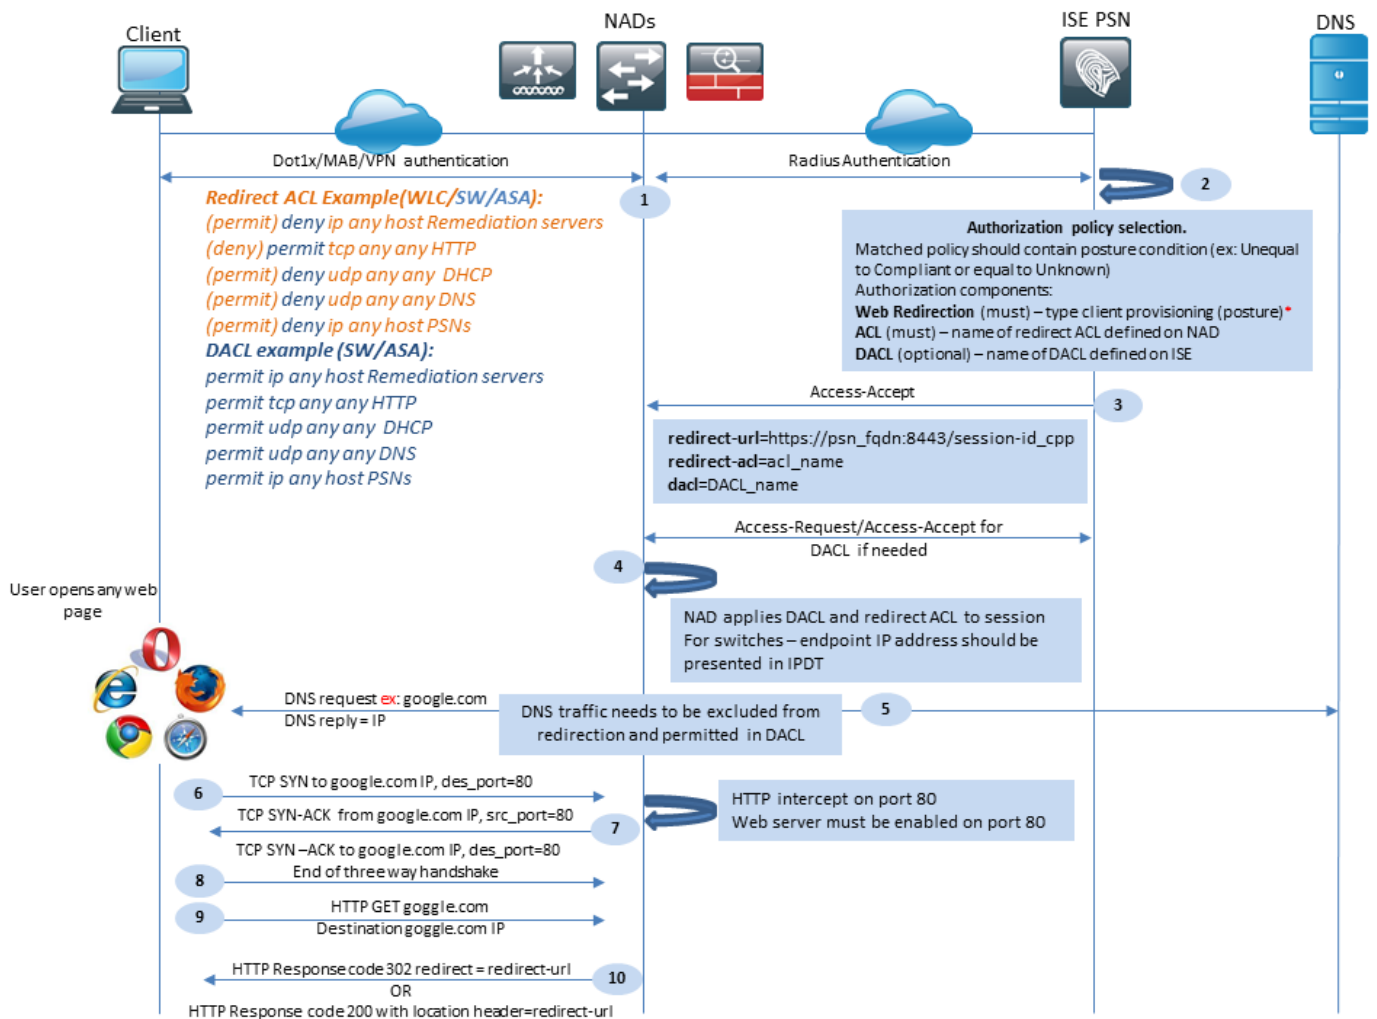 Client
NADs
ISE PSN
DNS
Dot1x/MAB/VPN authentication
Radius Authentication
1
2
Redirect ACL Example(WLC/SW/ASA):
(permit) deny ip any host Remediation servers
(deny) permit tcp any any HTTP
(permit) deny udp any any DHCP
(permit) deny udp any any DNS
(permit) deny ip any host PSNs
DACL example (SW/ASA):
permit ip any host Remediation servers
permit tcp any any HTTP
permit udp any any DHCP
permit udp any any DNS
permit ip any host PSNs
Authorization policy selection.
Matched policy should contain posture condition (ex: Unequal
to Compliant or equal to Unknown)
Authorization components:
Web Redirection (must) – type client provisioning (posture)*
ACL (must) – name of redirect ACL defined on NAD
DACL (optional) – name of DACL defined on ISE
Access-Accept
3
redirect-url=https://psn_fqdn:8443/session-id_cpp
redirect-acl=acl_name
dacl=DACL_name
Access-Request/Access-Accept for
DACL if needed
4
NAD applies DACL and redirect ACL to session
For switches – endpoint IP address should be
presented in IPDT
User opens any web
page
DNS request ex: google.com
DNS reply = IP
DNS traffic needs to be excluded from
redirection and permitted in DACL
5
6
TCP SYN to google.com IP, des_port=80
HTTP intercept on port 80
Web server must be enabled on port 80
TCP SYN-ACK from google.com IP, src_port=80
7
TCP SYN –ACK to google.com IP, des_port=80
8
End of three way handshake
9
HTTP GET goggle.com
Destination goggle.com IP
HTTP Response code 302 redirect = redirect-url
10
OR
HTTP Response code 200 with location header=redirect-url